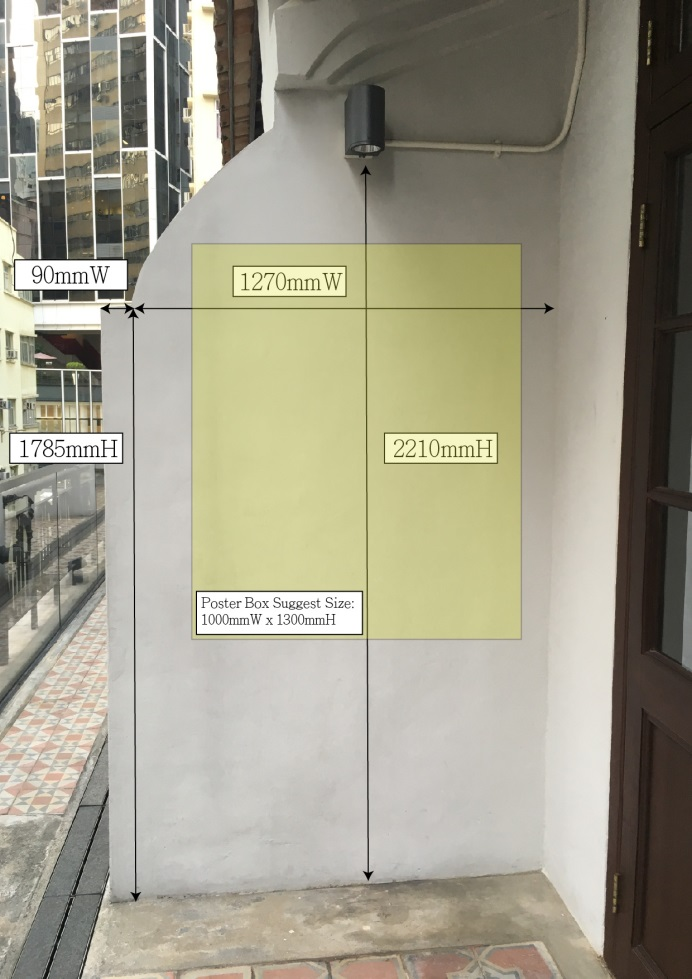 90mmW
1270mmW
1785mmH
2210mmH
Poster Box Suggest Size:
1000mmW x 1300mmH